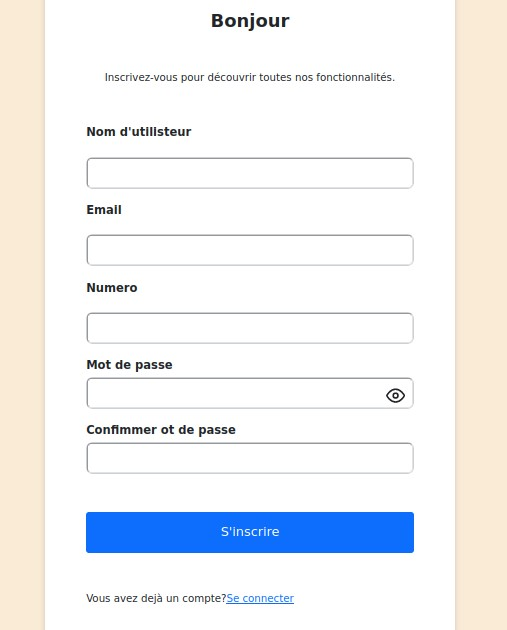 Bonjour
Inscrivez-vous pour découvrir toutes nos fonctionnalités.
Nom d'utilisteur
Email
Numero
Mot de passe
Confimmer ot de passe
S'inscrire
Vous avez dejà un compte?Se connecter